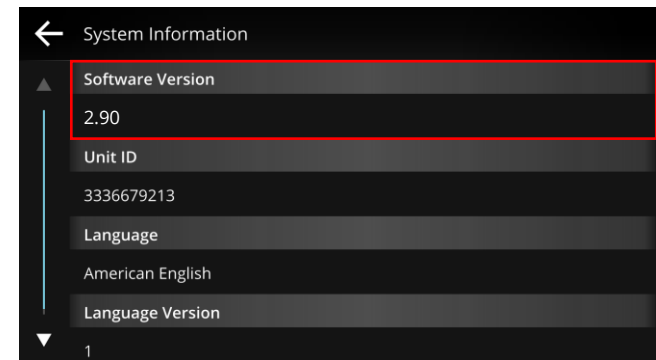 System Information
Software Version
2.90
Unit ID
3336679213
Language
American English
Language Version
1